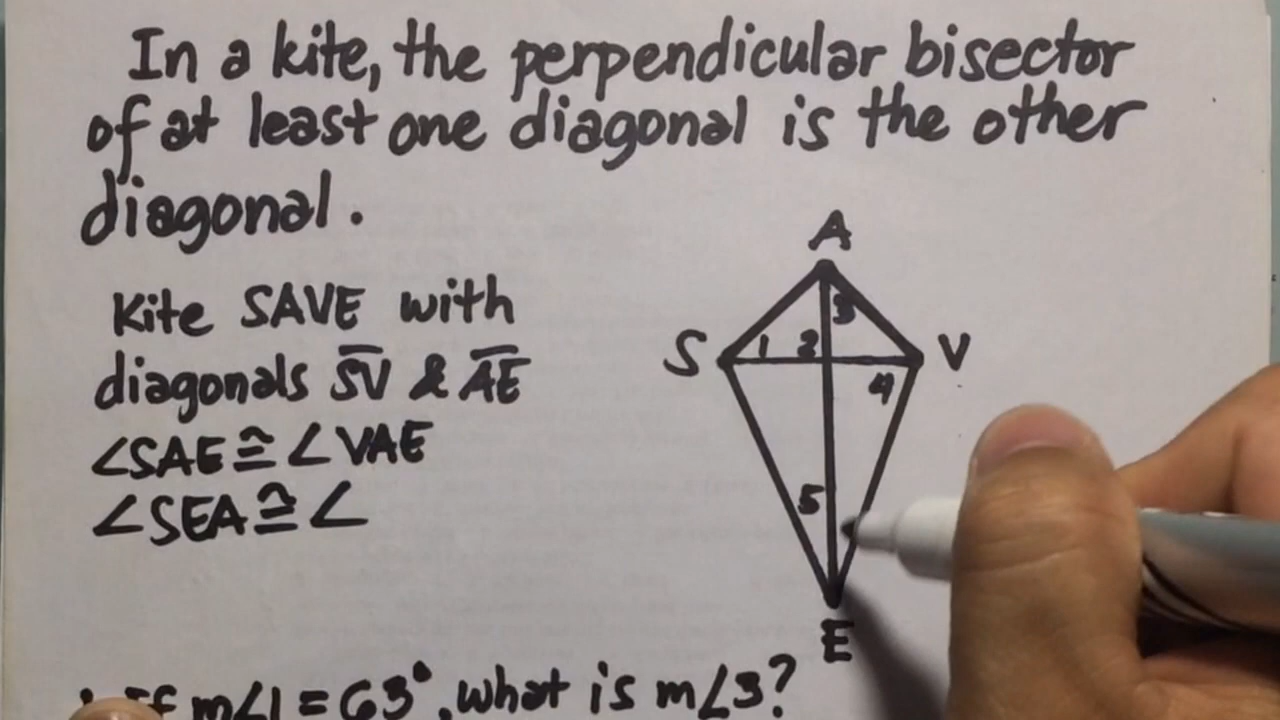 In a kite, the perpendicular bisector
of at least one diagonal is the other
diagonal.
Kite SAVE with
diagonals S̅V̅ & A̅E̅
∠SAE≅∠VAE
∠SEA≅∠
A
S
V
E
1
2
3
4
5
If m∠1 = 63°, what is m∠3?